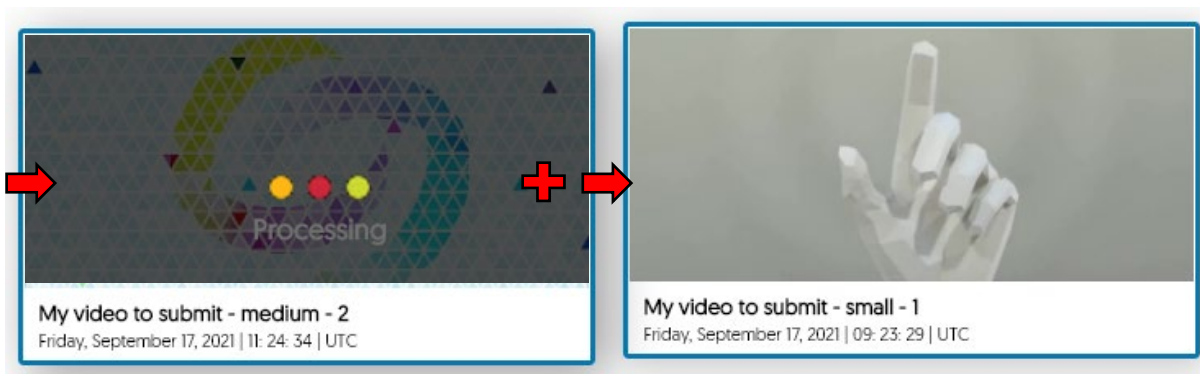 Processing
My video to submit - medium - 2
Friday, September 17, 2021 | 11: 24: 34 | UTC
My video to submit - small - 1
Friday, September 17, 2021 | 09: 23: 29 | UTC